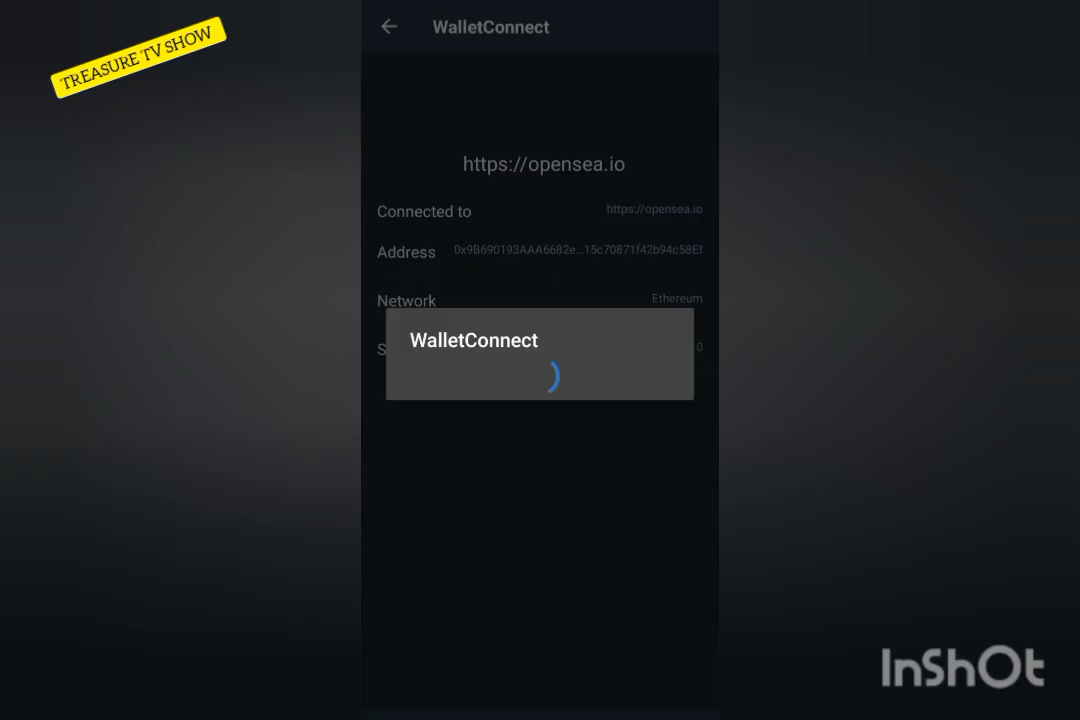 TREASURE TV SHOW
WalletConnect
https://opensea.io
Connected to https://opensea.io
Address 0x9B690193AAA6682e...15c70871f42b94c58Ef
Network Ethereum
WalletConnect
S 0
InShOt